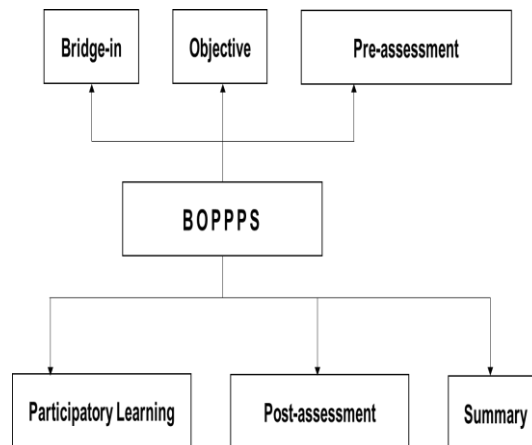 Bridge-in
Objective
Pre-assessment
BOPPPS
Participatory Learning
Post-assessment
Summary